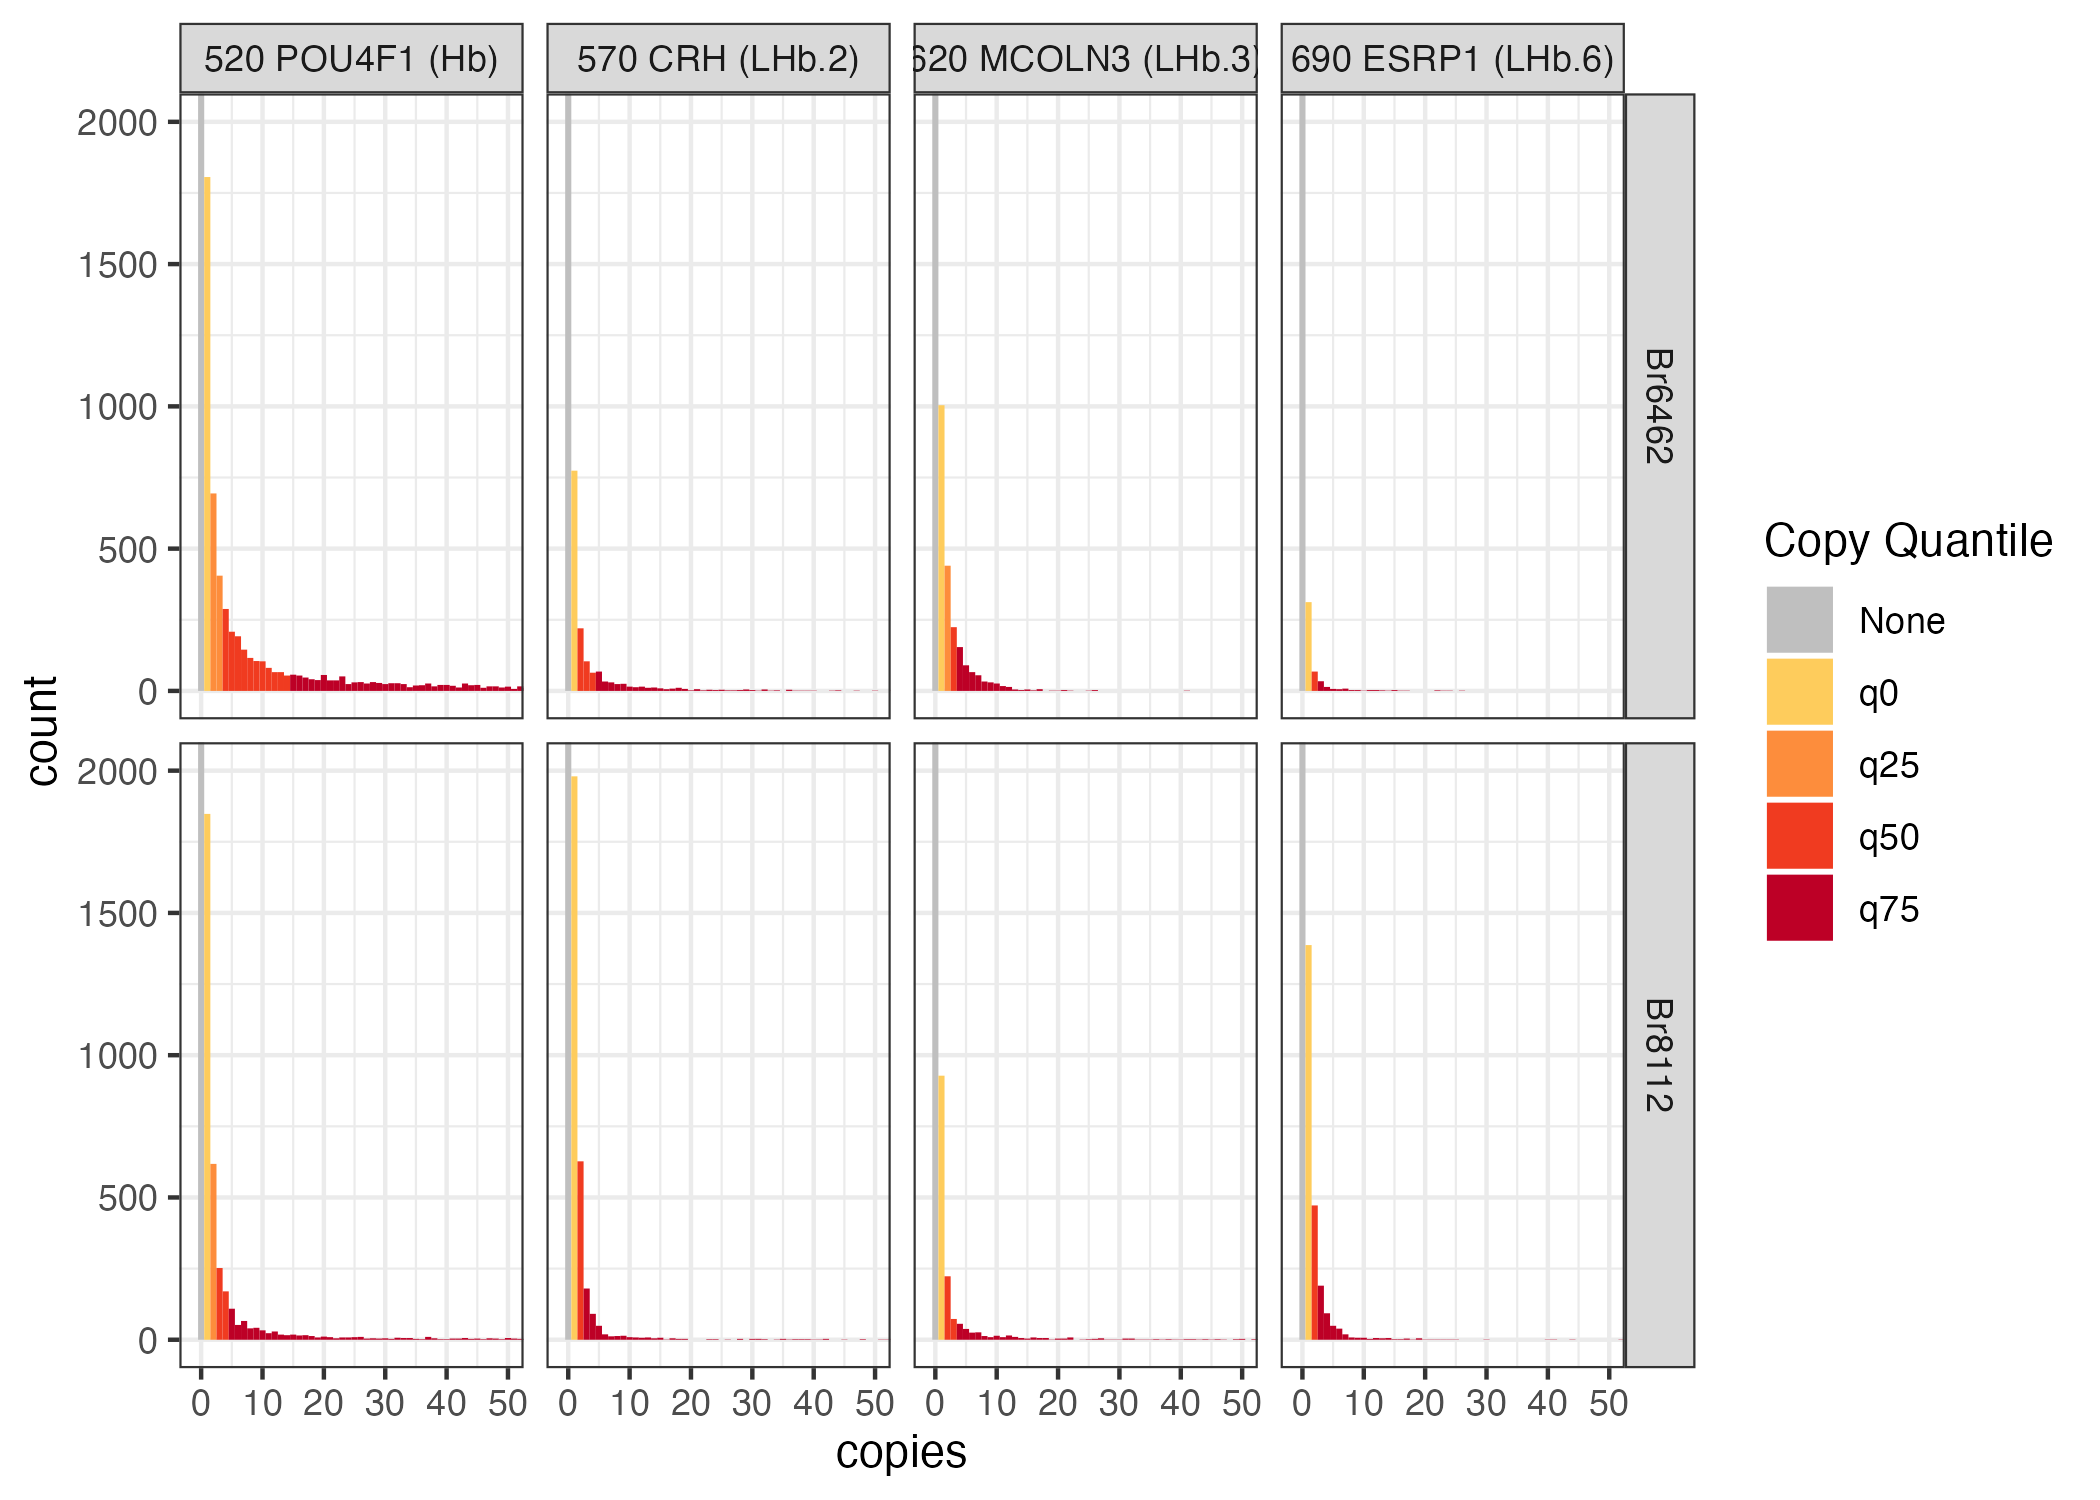 520 POU4F1 (Hb) 570 CRH (LHb.2) 620 MCOLN3 (LHb.3) 690 ESRP1 (LHb.6)
2000
1500
1000
500
0
Br6462
2000
1500
1000
500
0
Br8112
count
0 10 20 30 40 50 0 10 20 30 40 50 0 10 20 30 40 50 0 10 20 30 40 50
copies
Copy Quantile
None
q0
q25
q50
q75